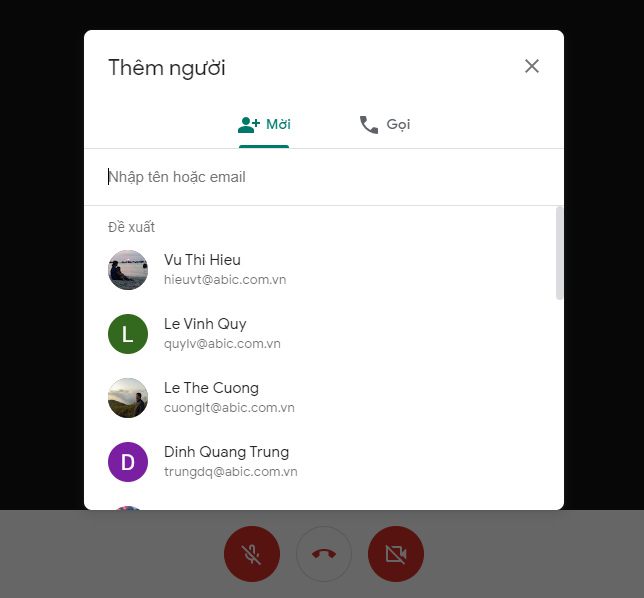 Thêm người
Mời
Gọi
Nhập tên hoặc email
Đề xuất
Vu Thi Hieu
hieuvt@abic.com.vn
L
Le Vinh Quy
quylv@abic.com.vn
Le The Cuong
cuonglt@abic.com.vn
D
Dinh Quang Trung
trungdq@abic.com.vn